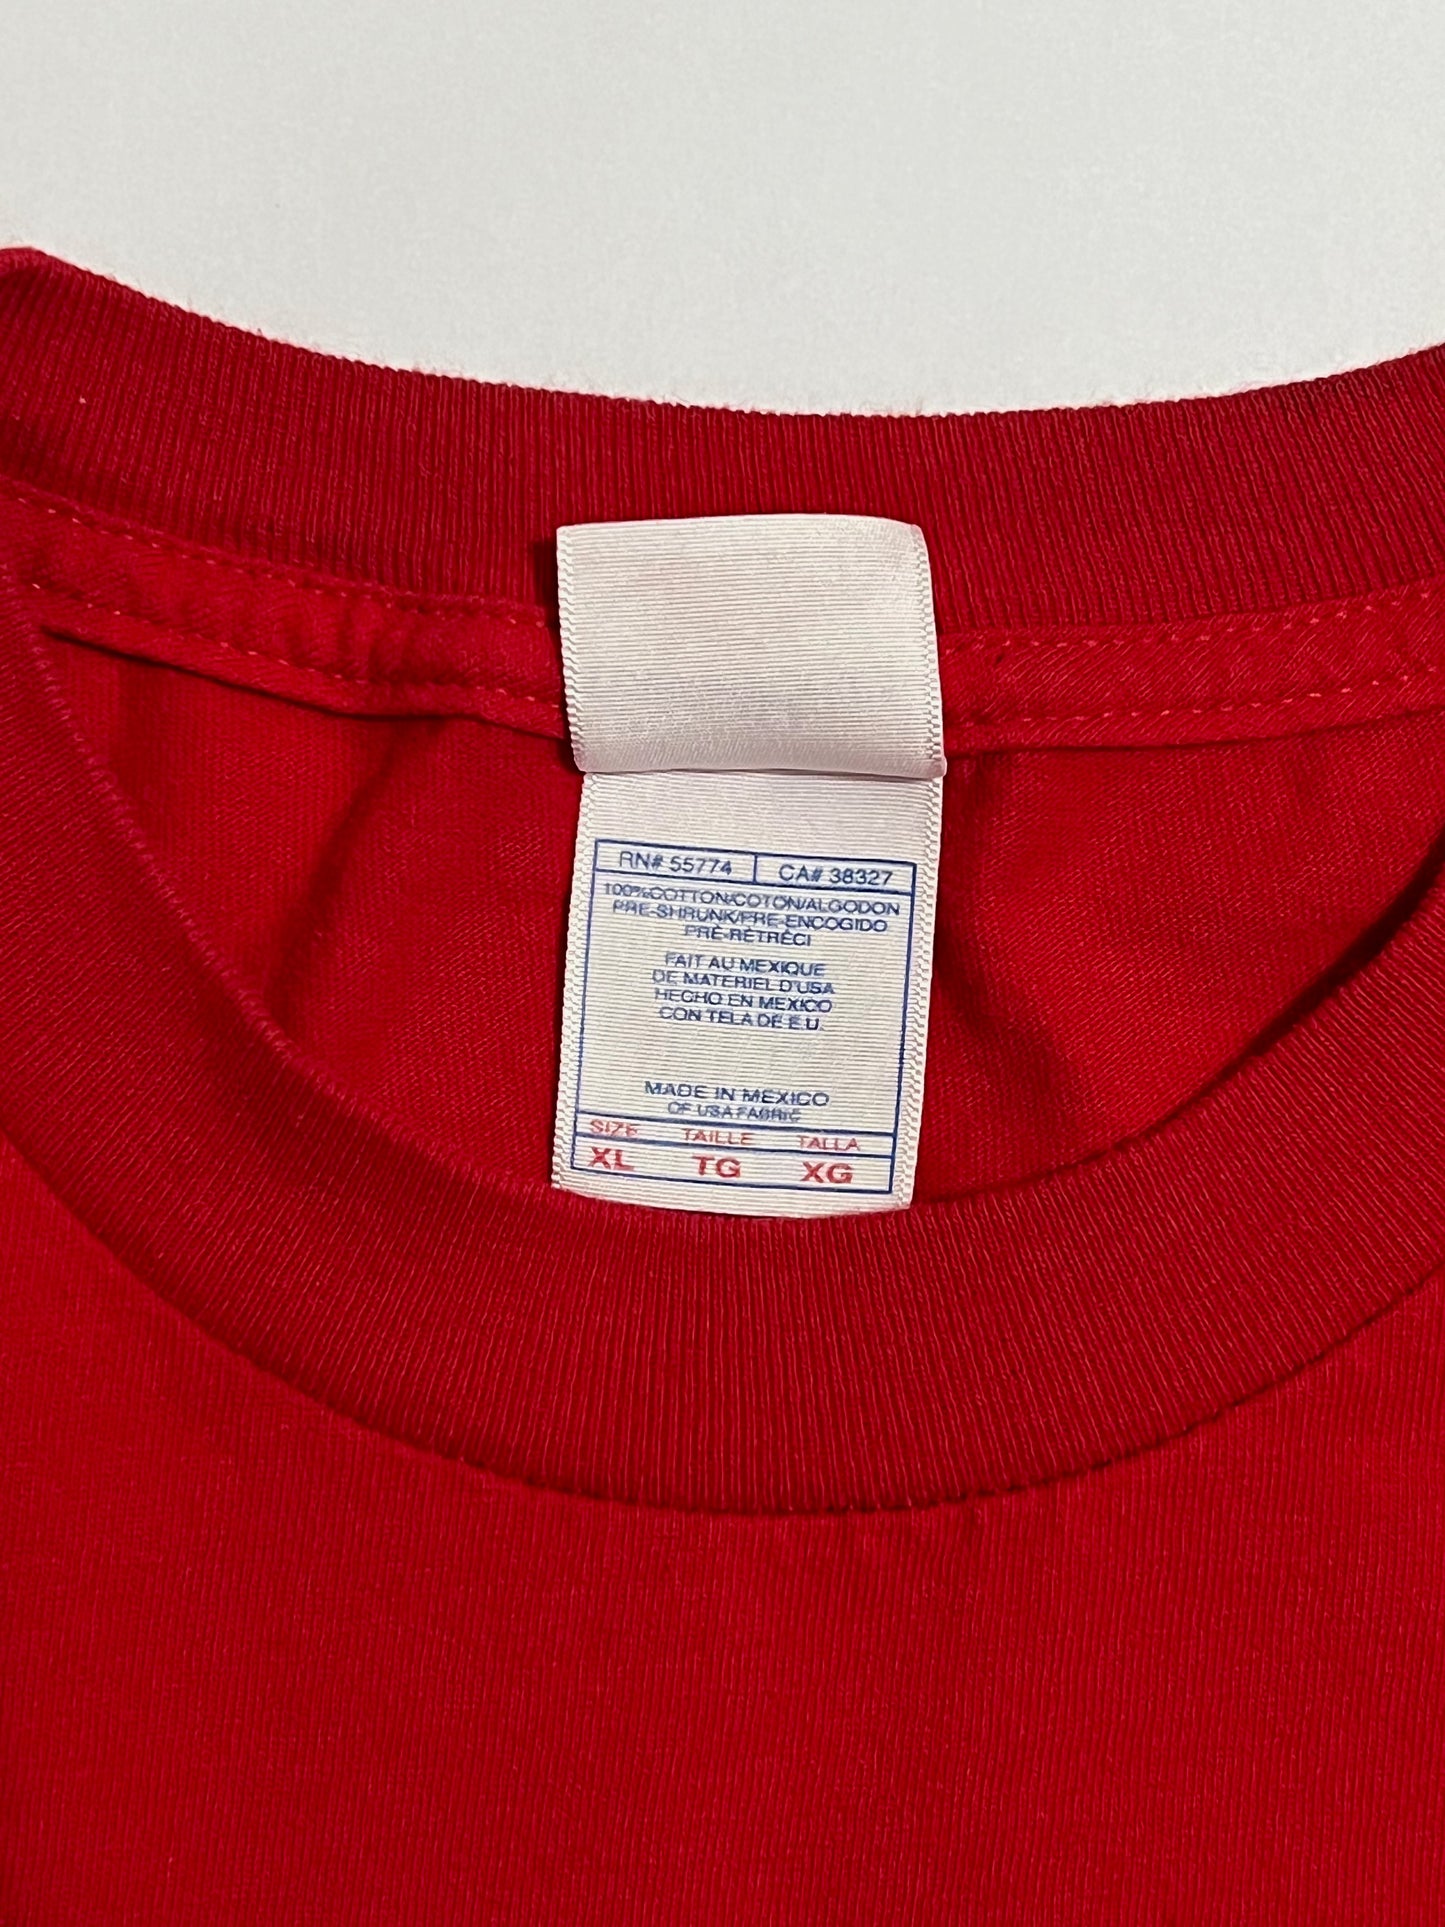 RN# 55774 CA# 38327
100% COTTON/COTON/ALGODON
PRE-SHRUNK/PRE-ENCOGIDO
PRÉ-RÉTRÉCI
FAIT AU MEXIQUE
DE MATERIEL D'USA
HECHO EN MEXICO
CON TELA DE E.U.
MADE IN MEXICO
OF USA FABRIC
SIZE TAILLE TALLA
XL TG XG